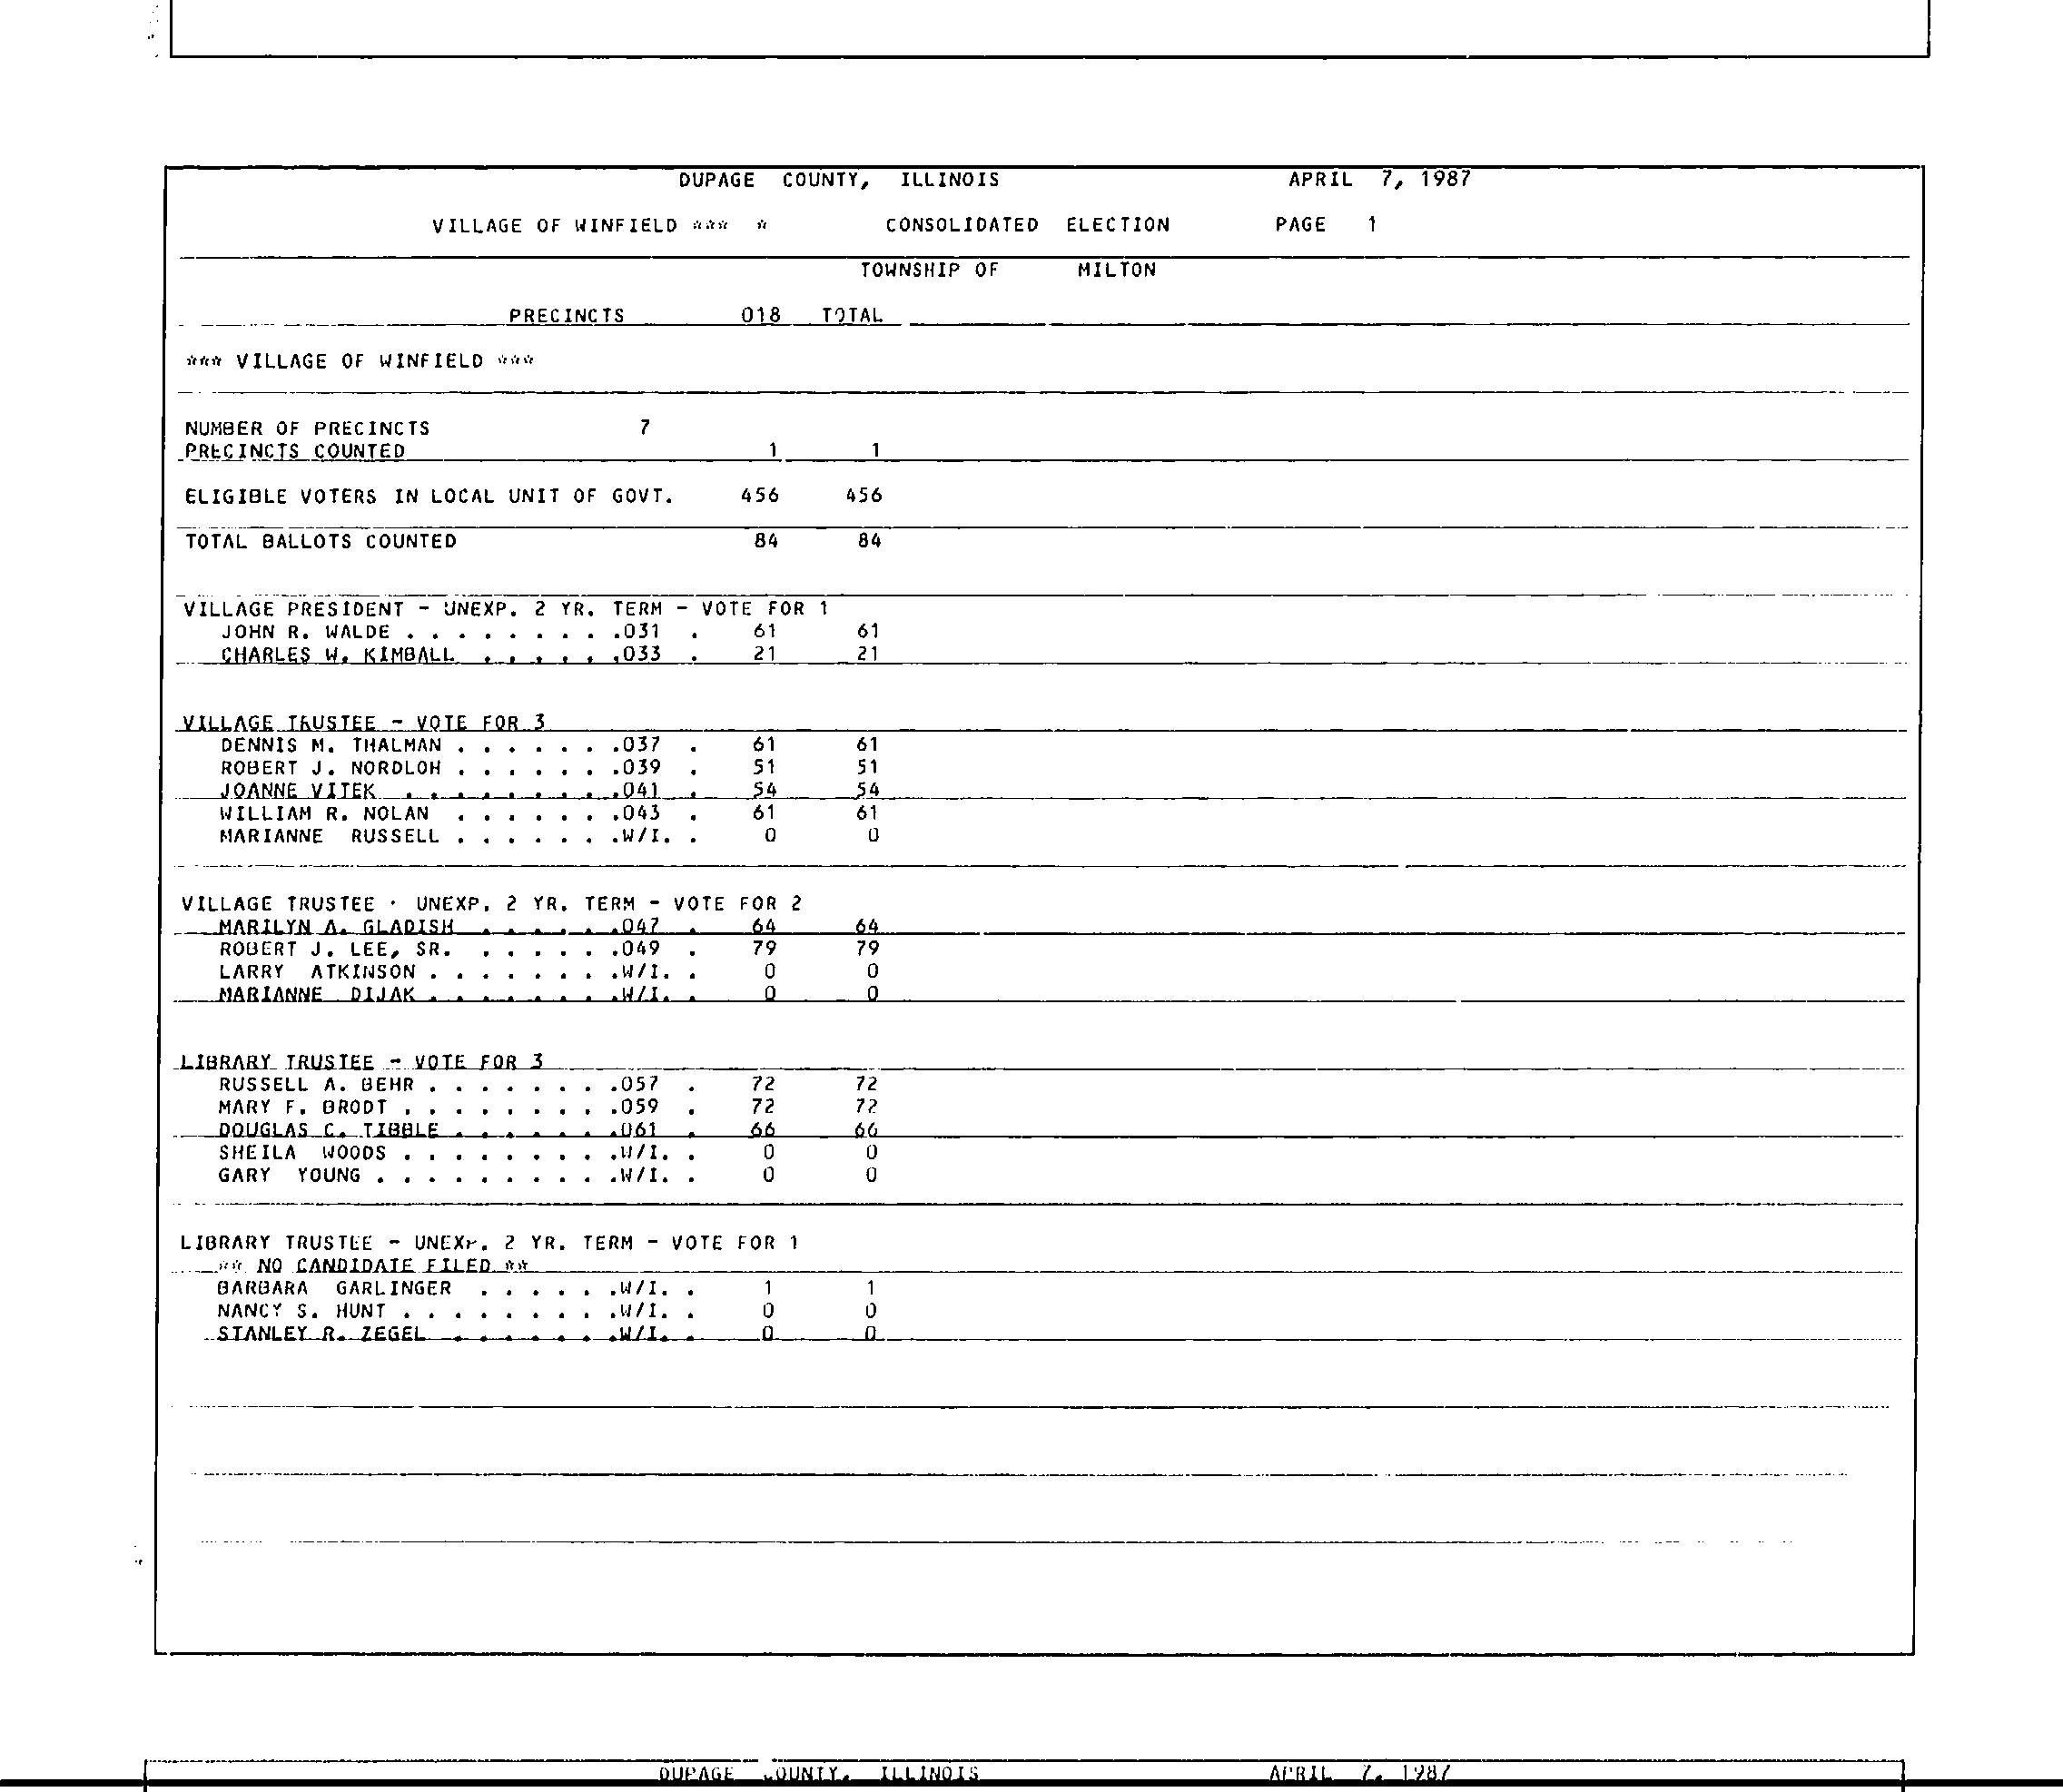 DUPAGE COUNTY, ILLINOIS APRIL 7, 1987
VILLAGE OF WINFIELD *** * CONSOLIDATED ELECTION PAGE 1
TOWNSHIP OF MILTON
PRECINCTS 018 TOTAL
*** VILLAGE OF WINFIELD ***
NUMBER OF PRECINCTS 7
PRECINCTS COUNTED 1 1
ELIGIBLE VOTERS IN LOCAL UNIT OF GOVT. 456 456
TOTAL BALLOTS COUNTED 84 84
VILLAGE PRESIDENT - UNEXP. 2 YR. TERM - VOTE FOR 1
JOHN R. WALDE . . . . . . . . .031 . 61 61
CHARLES W. KIMBALL . . . . . .033 . 21 21
VILLAGE TRUSTEE - VOTE FOR 3
DENNIS M. THALMAN . . . . . . .037 . 61 61
ROBERT J. NORDLOH . . . . . . .039 . 51 51
JOANNE VITEK . . . . . . . . .041 . 54 54
WILLIAM R. NOLAN . . . . . . .043 . 61 61
MARIANNE RUSSELL . . . . . . .W/I. . 0 0
VILLAGE TRUSTEE - UNEXP. 2 YR. TERM - VOTE FOR 2
MARILYN A. GLADISH . . . . . .047 . 64 64
ROBERT J. LEE, SR. . . . . . .049 . 79 79
LARRY ATKINSON . . . . . . . .W/I. . 0 0
MARIANNE DIJAK . . . . . . . .W/I. . 0 0
LIBRARY TRUSTEE - VOTE FOR 3
RUSSELL A. BEHR . . . . . . . .057 . 72 72
MARY F. BRODT . . . . . . . . .059 . 72 72
DOUGLAS C. TIBBLE . . . . . . .061 . 66 66
SHEILA WOODS . . . . . . . . .W/I. . 0 0
GARY YOUNG . . . . . . . . . .W/I. . 0 0
LIBRARY TRUSTEE - UNEXP. 2 YR. TERM - VOTE FOR 1
** NO CANDIDATE FILED **
BARBARA GARLINGER . . . . . .W/I. . 1 1
NANCY S. HUNT . . . . . . . . .W/I. . 0 0
STANLEY R. ZEGEL . . . . . . .W/I. . 0 0
DUPAGE COUNTY, ILLINOIS APRIL 7, 1987